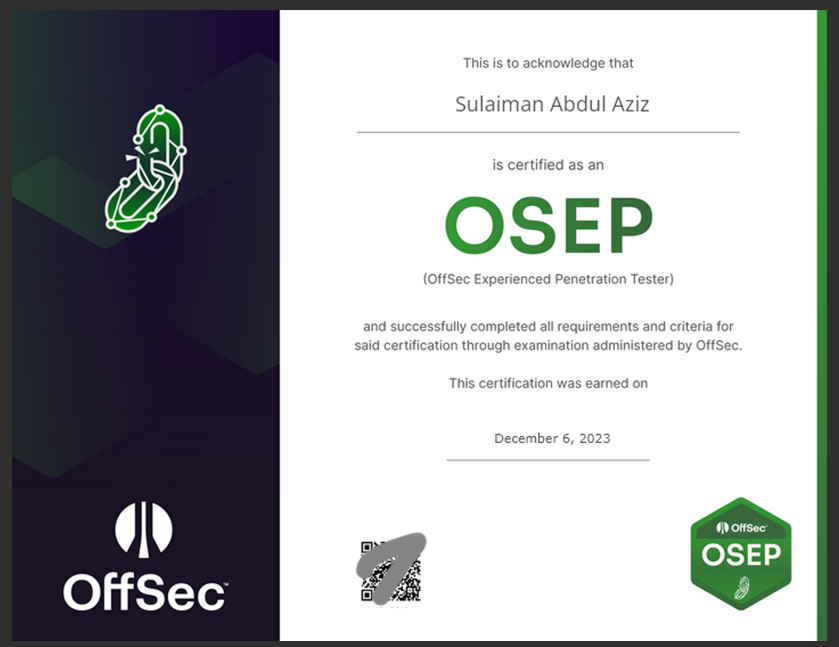 This is to acknowledge that
Sulaiman Abdul Aziz
is certified as an
OSEP
(OffSec Experienced Penetration Tester)
and successfully completed all requirements and criteria for
said certification through examination administered by OffSec.
This certification was earned on
December 6, 2023
OffSec™
OffSec
OSEP